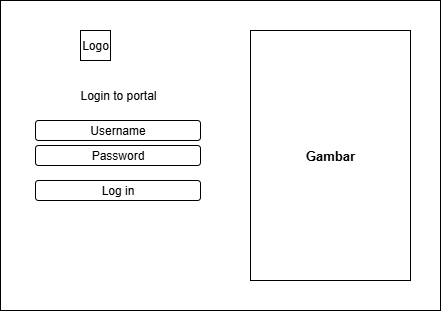 Logo
Login to portal
Username
Password
Log in
Gambar